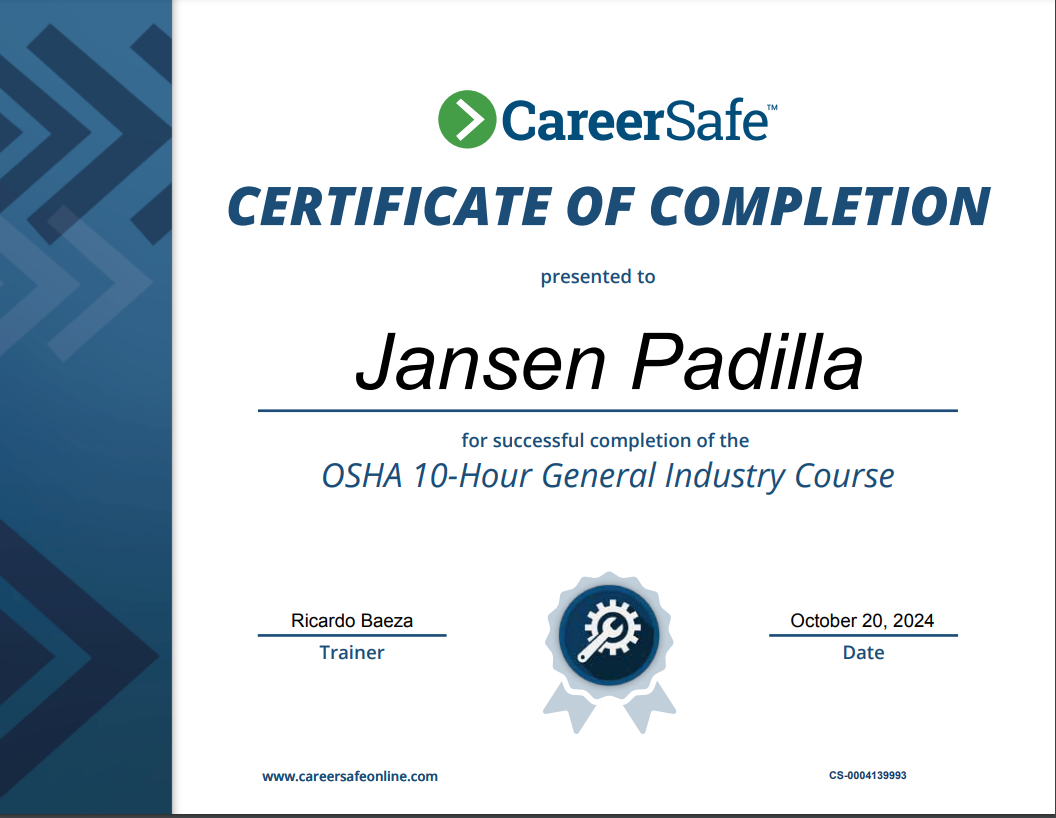 CareerSafe™
CERTIFICATE OF COMPLETION
presented to
Jansen Padilla
for successful completion of the
OSHA 10-Hour General Industry Course
Ricardo Baeza
Trainer
October 20, 2024
Date
www.careersafeonline.com
CS-0004139993